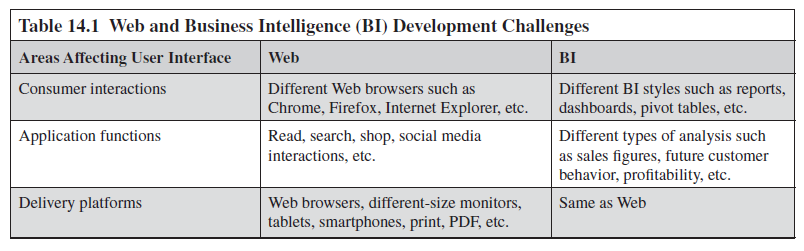 Table 14.1 Web and Business Intelligence (BI) Development Challenges
Areas Affecting User Interface Web BI
Consumer interactions
Different Web browsers such as
Chrome, Firefox, Internet Explorer, etc.
Different BI styles such as reports,
dashboards, pivot tables, etc.
Application functions
Read, search, shop, social media
interactions, etc.
Different types of analysis such
as sales figures, future customer
behavior, profitability, etc.
Delivery platforms
Web browsers, different-size monitors,
tablets, smartphones, print, PDF, etc.
Same as Web